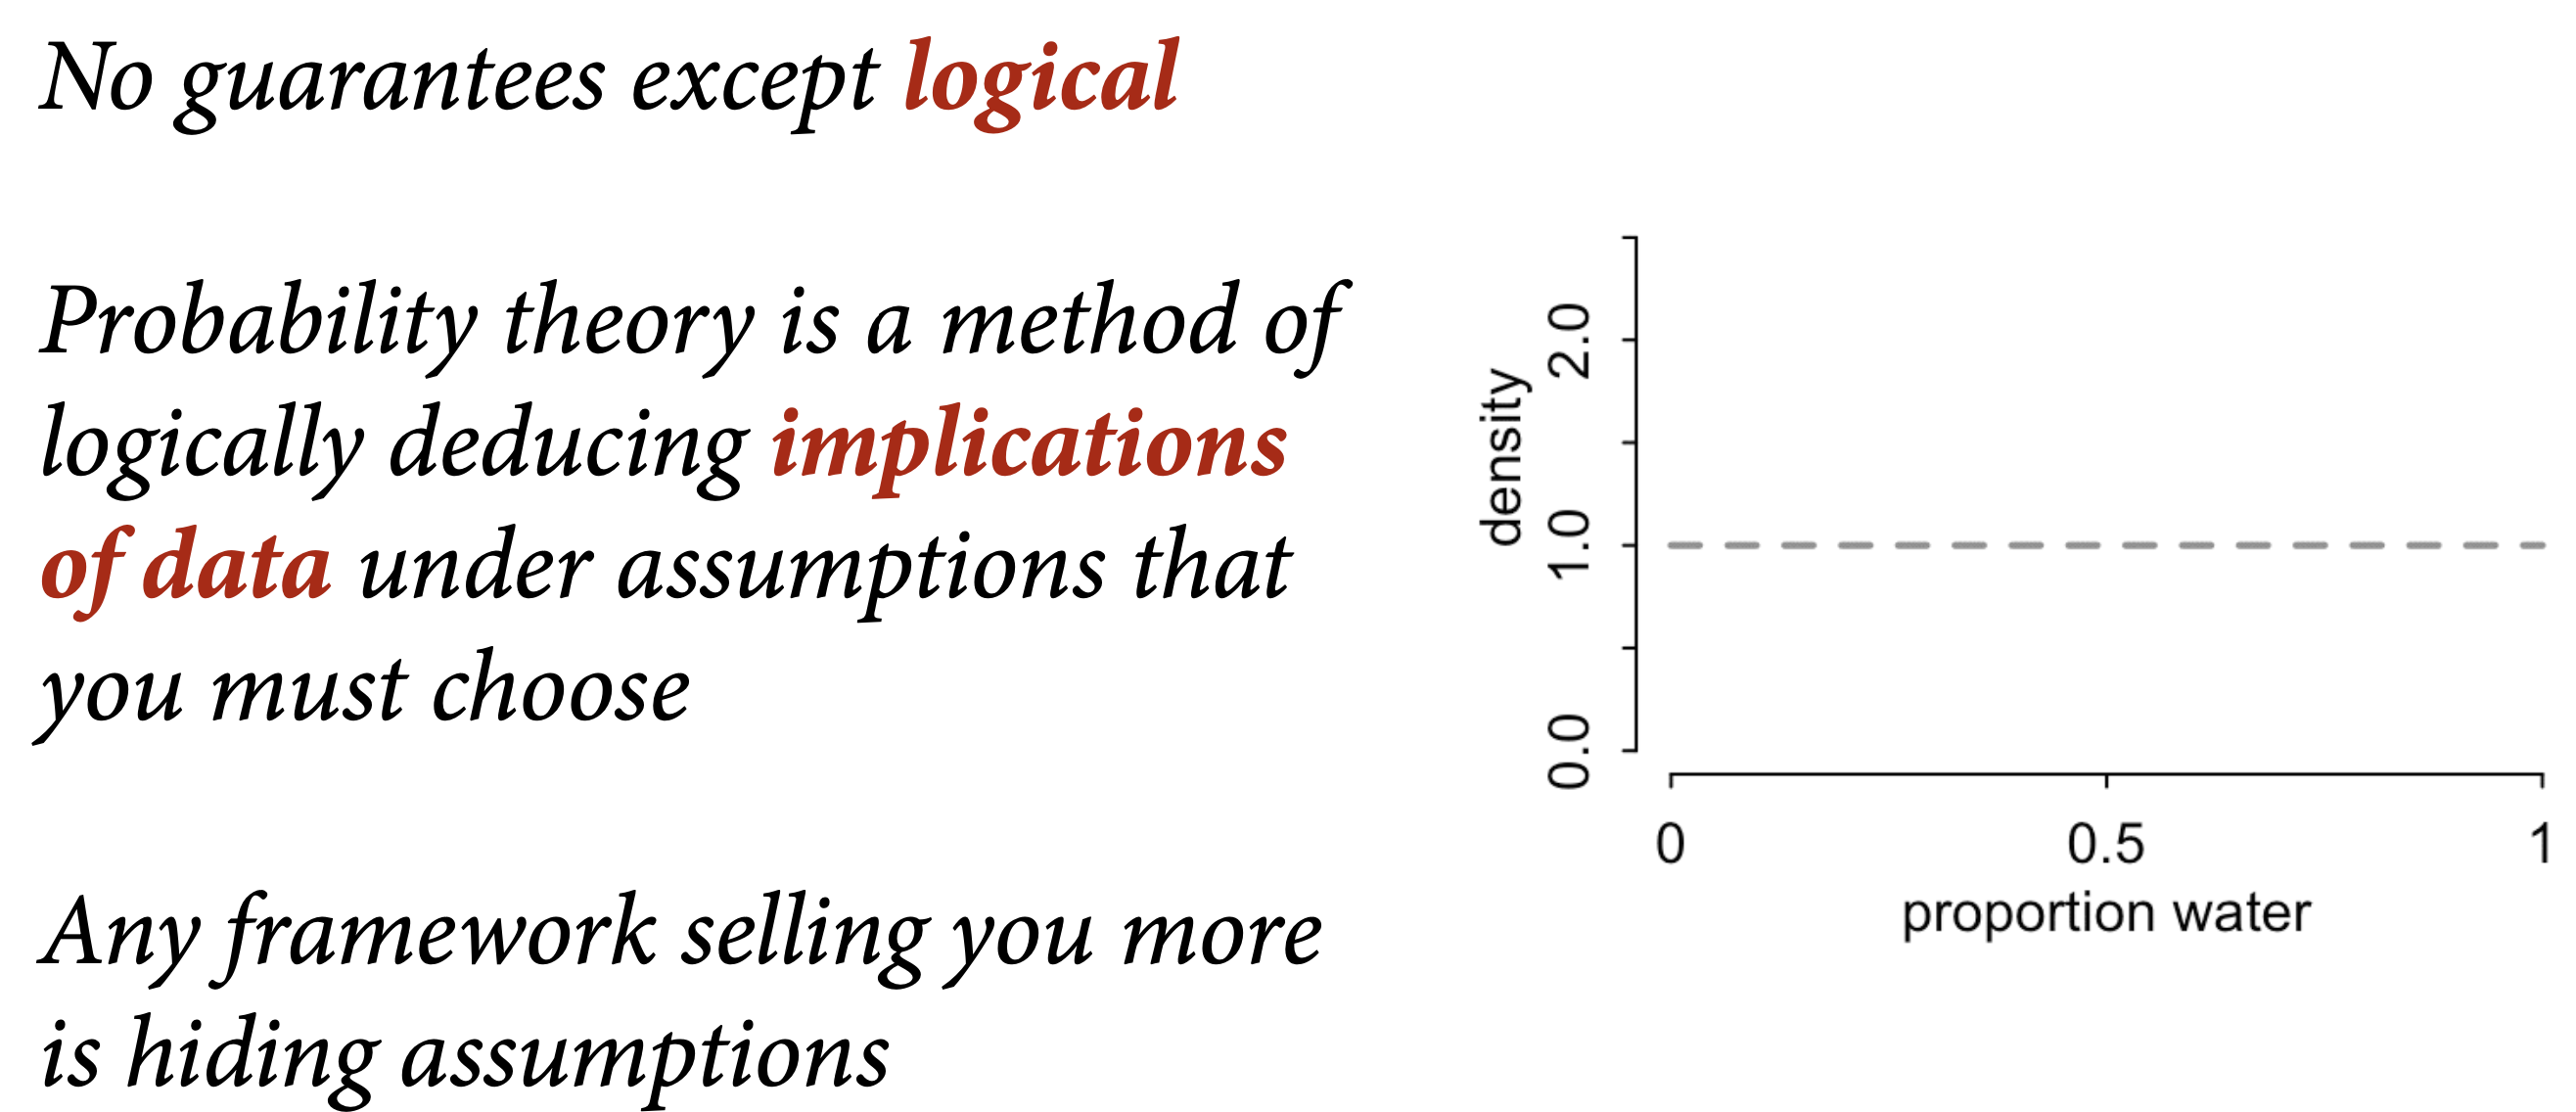 No guarantees except logical
Probability theory is a method of
logically deducing implications
of data under assumptions that
you must choose
Any framework selling you more
is hiding assumptions
density
2.0
1.0
0.0
0 0.5 1
proportion water